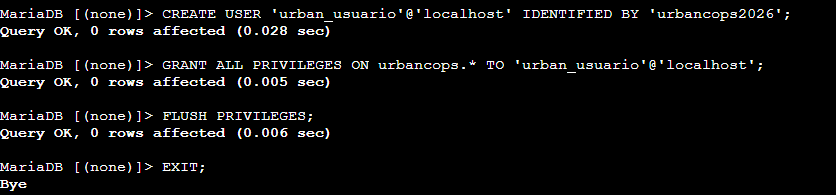 MariaDB [(none)]> CREATE USER 'urban_usuario'@'localhost' IDENTIFIED BY 'urbancops2026';
Query OK, 0 rows affected (0.028 sec)
MariaDB [(none)]> GRANT ALL PRIVILEGES ON urbancops.* TO 'urban_usuario'@'localhost';
Query OK, 0 rows affected (0.005 sec)
MariaDB [(none)]> FLUSH PRIVILEGES;
Query OK, 0 rows affected (0.006 sec)
MariaDB [(none)]> EXIT;
Bye